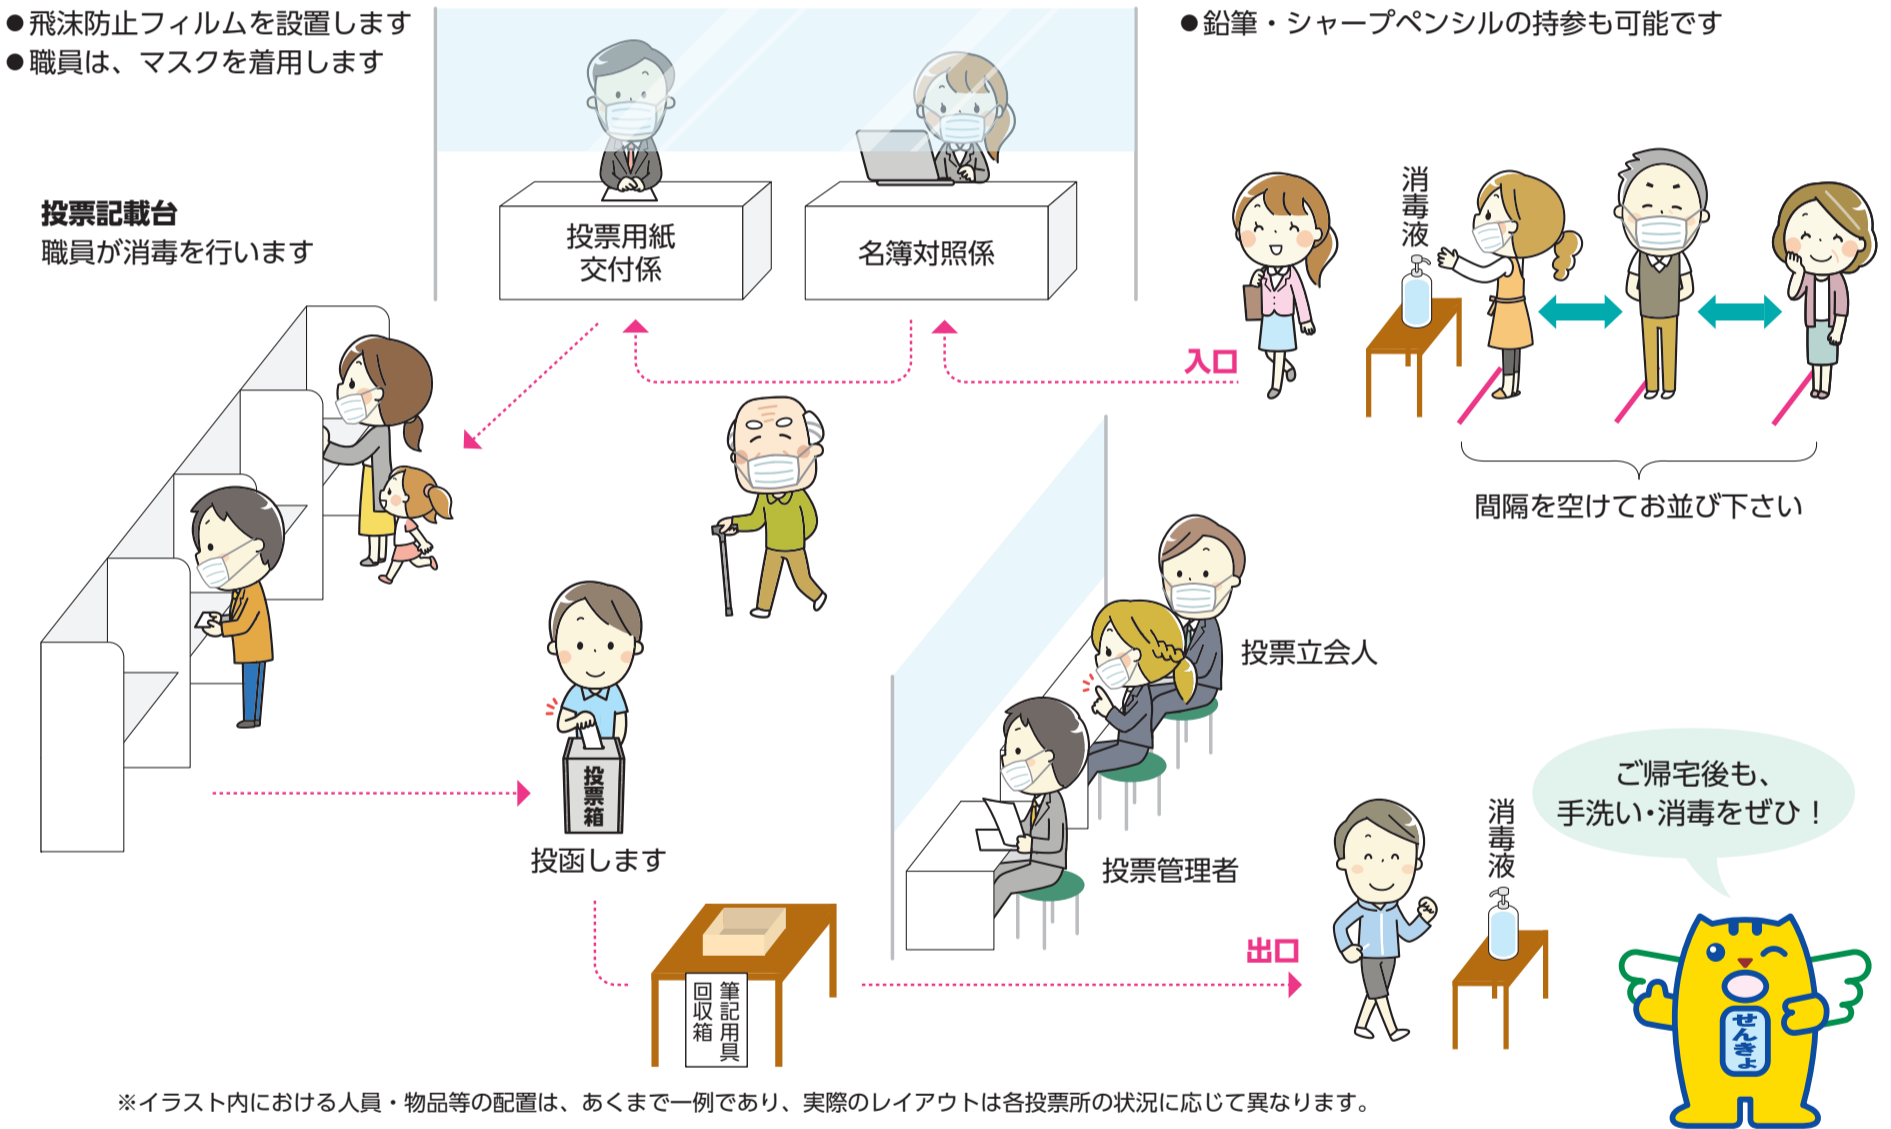 ●飛沫防止フィルムを設置します
●職員は、マスクを着用します
●鉛筆・シャープペンシルの持参も可能です
投票記載台
職員が消毒を行います
投票用紙
交付係
名簿対照係
消毒液
入口
間隔を空けてお並び下さい
投票箱
投函します
投票立会人
投票管理者
筆記用具
回収箱
出口
消毒液
ご帰宅後も、
手洗い・消毒をぜひ！
せんきょ
※イラスト内における人員・物品等の配置は、あくまで一例であり、実際のレイアウトは各投票所の状況に応じて異なります。